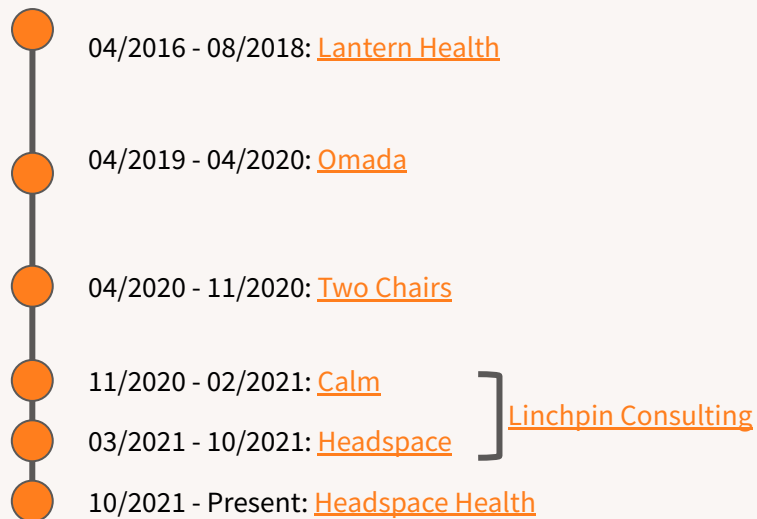 04/2016 - 08/2018: Lantern Health
04/2019 - 04/2020: Omada
04/2020 - 11/2020: Two Chairs
11/2020 - 02/2021: Calm
03/2021 - 10/2021: Headspace
Linchpin Consulting
10/2021 - Present: Headspace Health